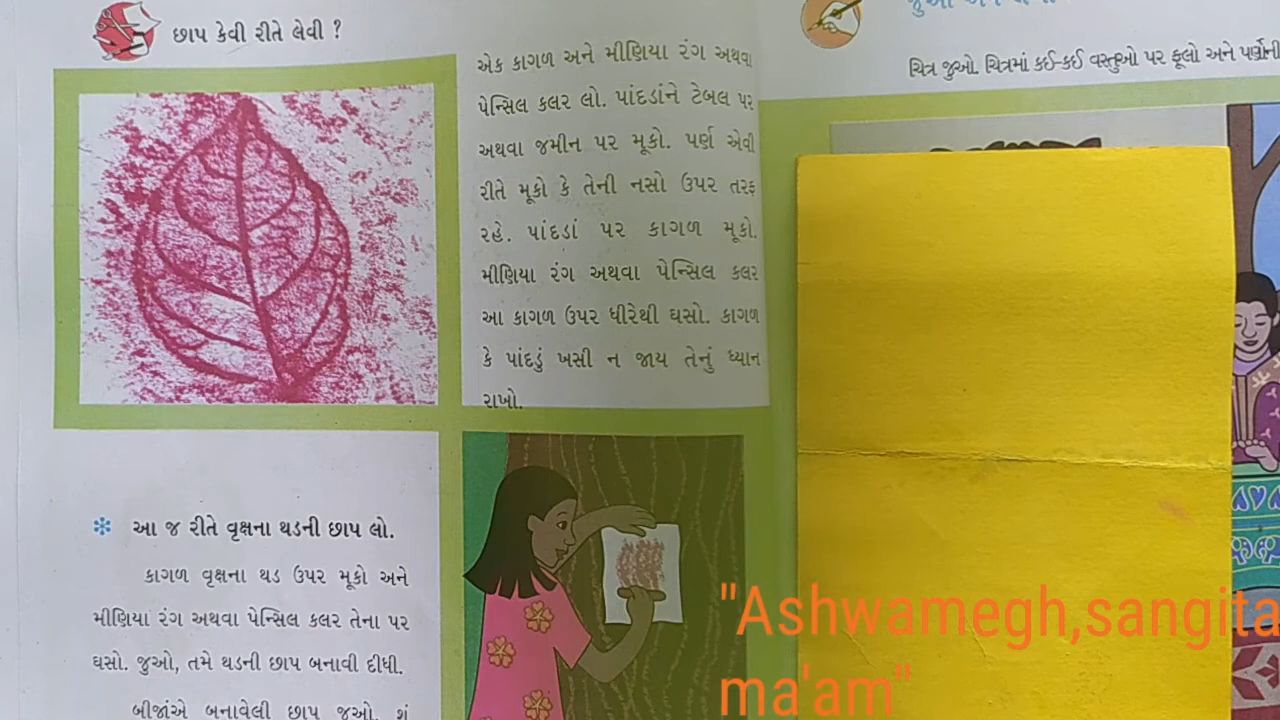 છાપ કેવી રીતે લેવી ?
એક કાગળ અને મીણિયા રંગ અથવા
પેન્સિલ કલર લો. પાંદડાંને ટેબલ પર
અથવા જમીન પર મૂકો. પર્ણ એવી
રીતે મૂકો કે તેની નસો ઉપર તરફ
રહે. પાંદડાં પર કાગળ મૂકો.
મીણિયા રંગ અથવા પેન્સિલ કલર
આ કાગળ ઉપર ધીરેથી ઘસો. કાગળ
કે પાંદડું ખસી ન જાય તેનું ધ્યાન
રાખો.
આ જ રીતે વૃક્ષના થડની છાપ લો.
કાગળ વૃક્ષના થડ ઉપર મૂકો અને
મીણિયા રંગ અથવા પેન્સિલ કલર તેના પર
ઘસો. જુઓ, તમે થડની છાપ બનાવી દીધી.
બીજાંએ બનાવેલી છાપ જુઓ. શું
ચિત્ર જુઓ. ચિત્રમાં કઈ-કઈ વસ્તુઓ પર ફૂલો અને પર્ણોની
"Ashwamegh,sangita
ma'am"